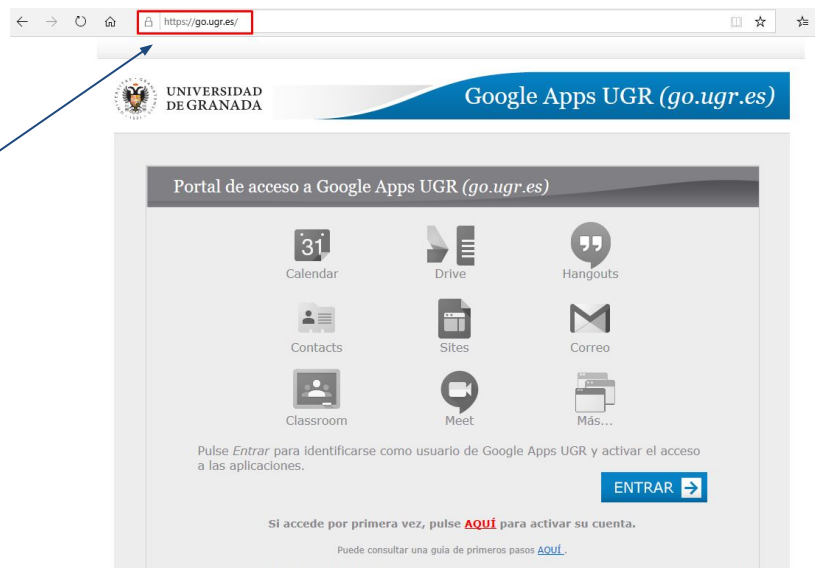 https://go.ugr.es/
UNIVERSIDAD
DE GRANADA
Google Apps UGR (go.ugr.es)
Portal de acceso a Google Apps UGR (go.ugr.es)
31
Calendar
Drive
Hangouts
Contacts
Sites
Correo
Classroom
Meet
Más...
Pulse Entrar para identificarse como usuario de Google Apps UGR y activar el acceso
a las aplicaciones.
ENTRAR
Si accede por primera vez, pulse AQUÍ para activar su cuenta.
Puede consultar una guia de primeros pasos AQUÍ .